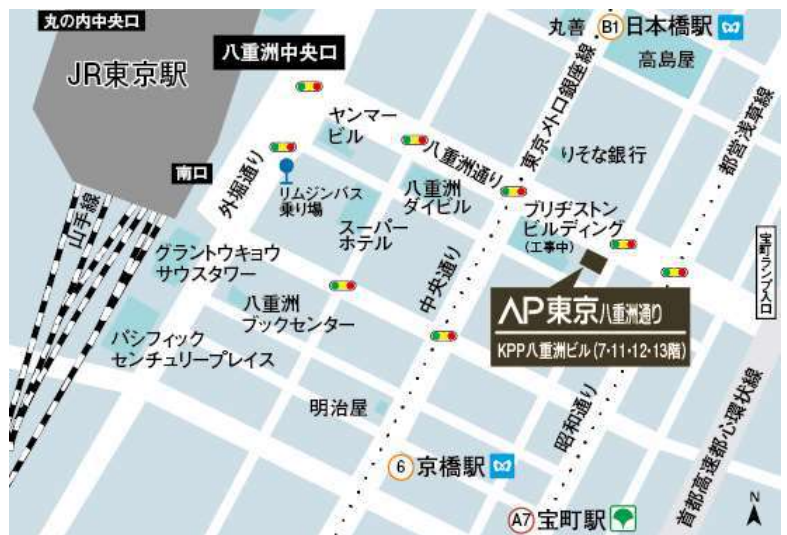 丸の内中央口
JR東京駅
八重洲中央口
南口
山手線
外堀通り
ヤンマー
ビル
リムジンバス
乗り場
八重洲通り
八重洲
ダイビル
スーパー
ホテル
グラントウキョウ
サウスタワー
八重洲
ブックセンター
パシフィック
センチュリープレイス
明治屋
中央通り
丸善
B1
日本橋駅
高島屋
東京メトロ銀座線
りそな銀行
都営浅草線
ブリヂストン
ビルディング
(工事中)
宝町ランプ入口
AP東京八重洲通り
KPP八重洲ビル(7・11・12・13階)
昭和通り
首都高速都心環状線
6
京橋駅
A7
宝町駅
N